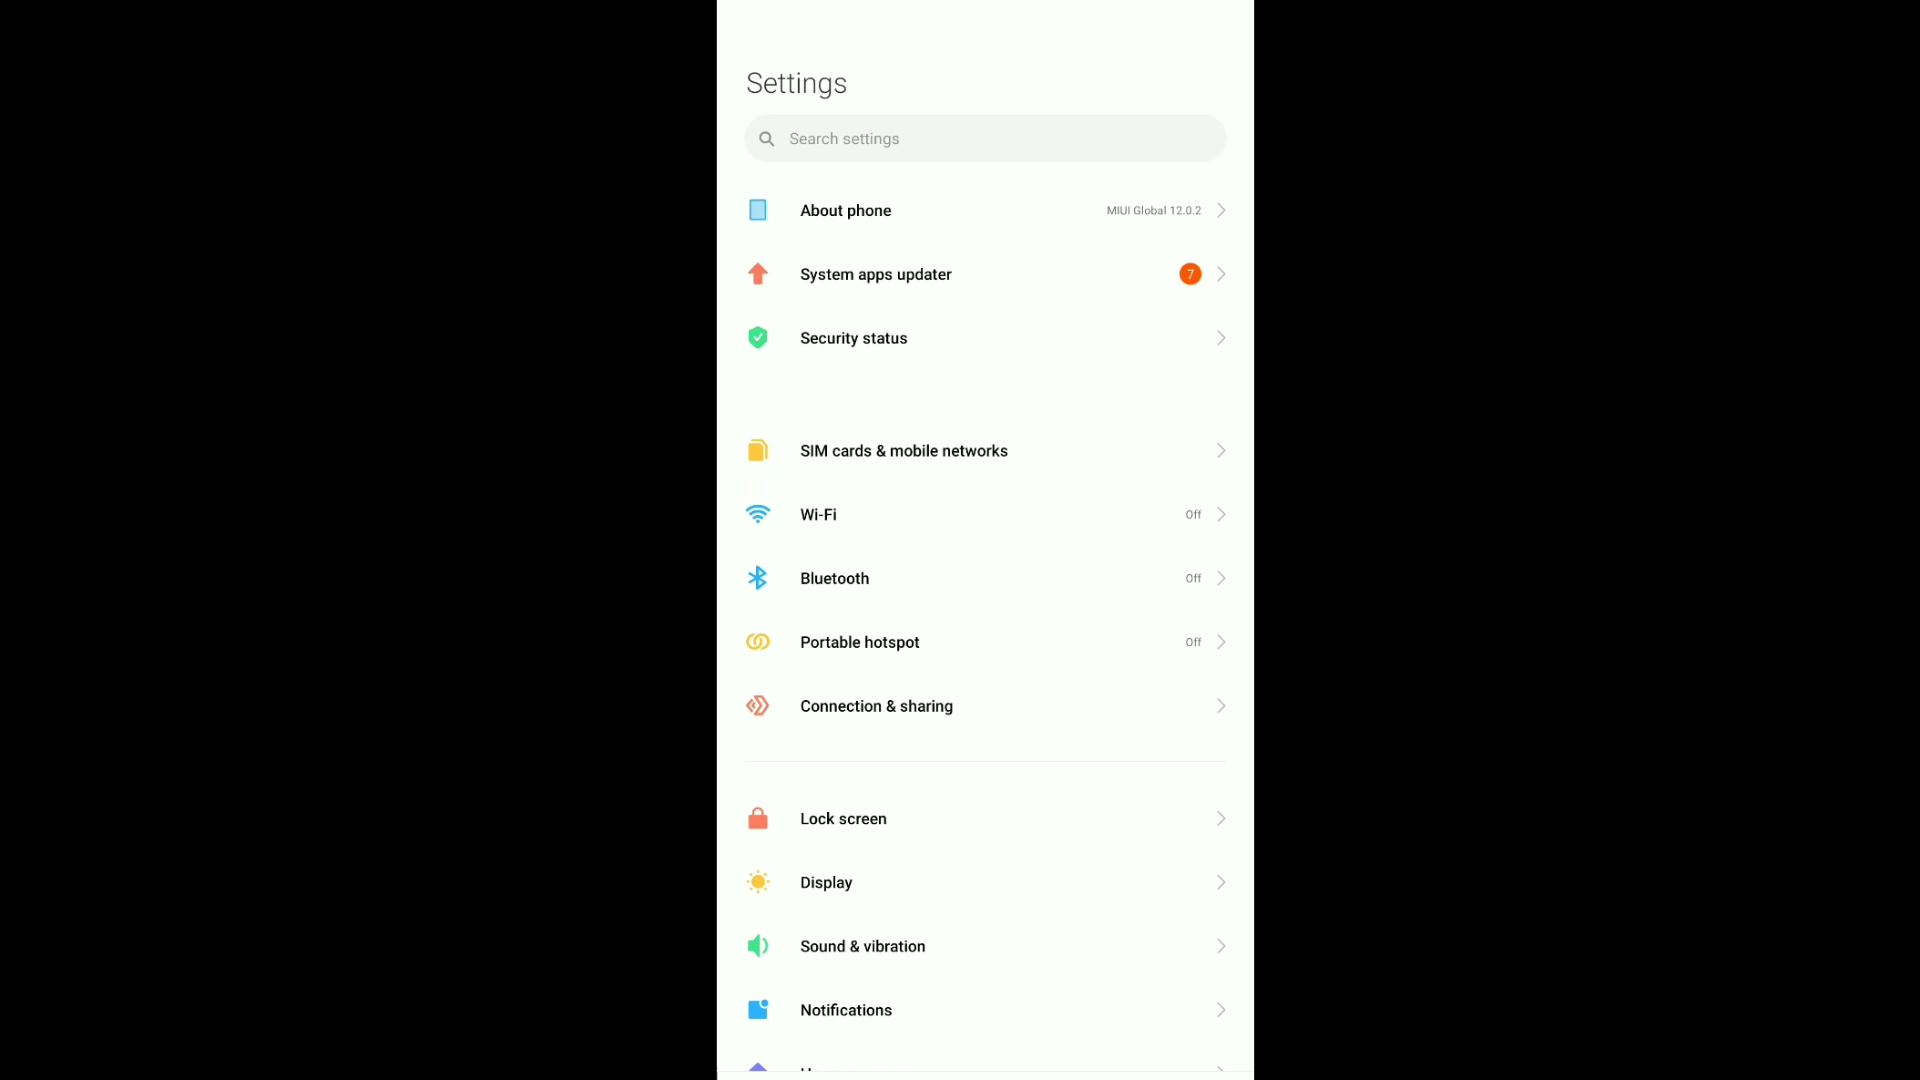 Settings
Search settings
About phone MIUI Global 12.0.2
System apps updater 7
Security status
SIM cards & mobile networks
Wi-Fi Off
Bluetooth Off
Portable hotspot Off
Connection & sharing
Lock screen
Display
Sound & vibration
Notifications